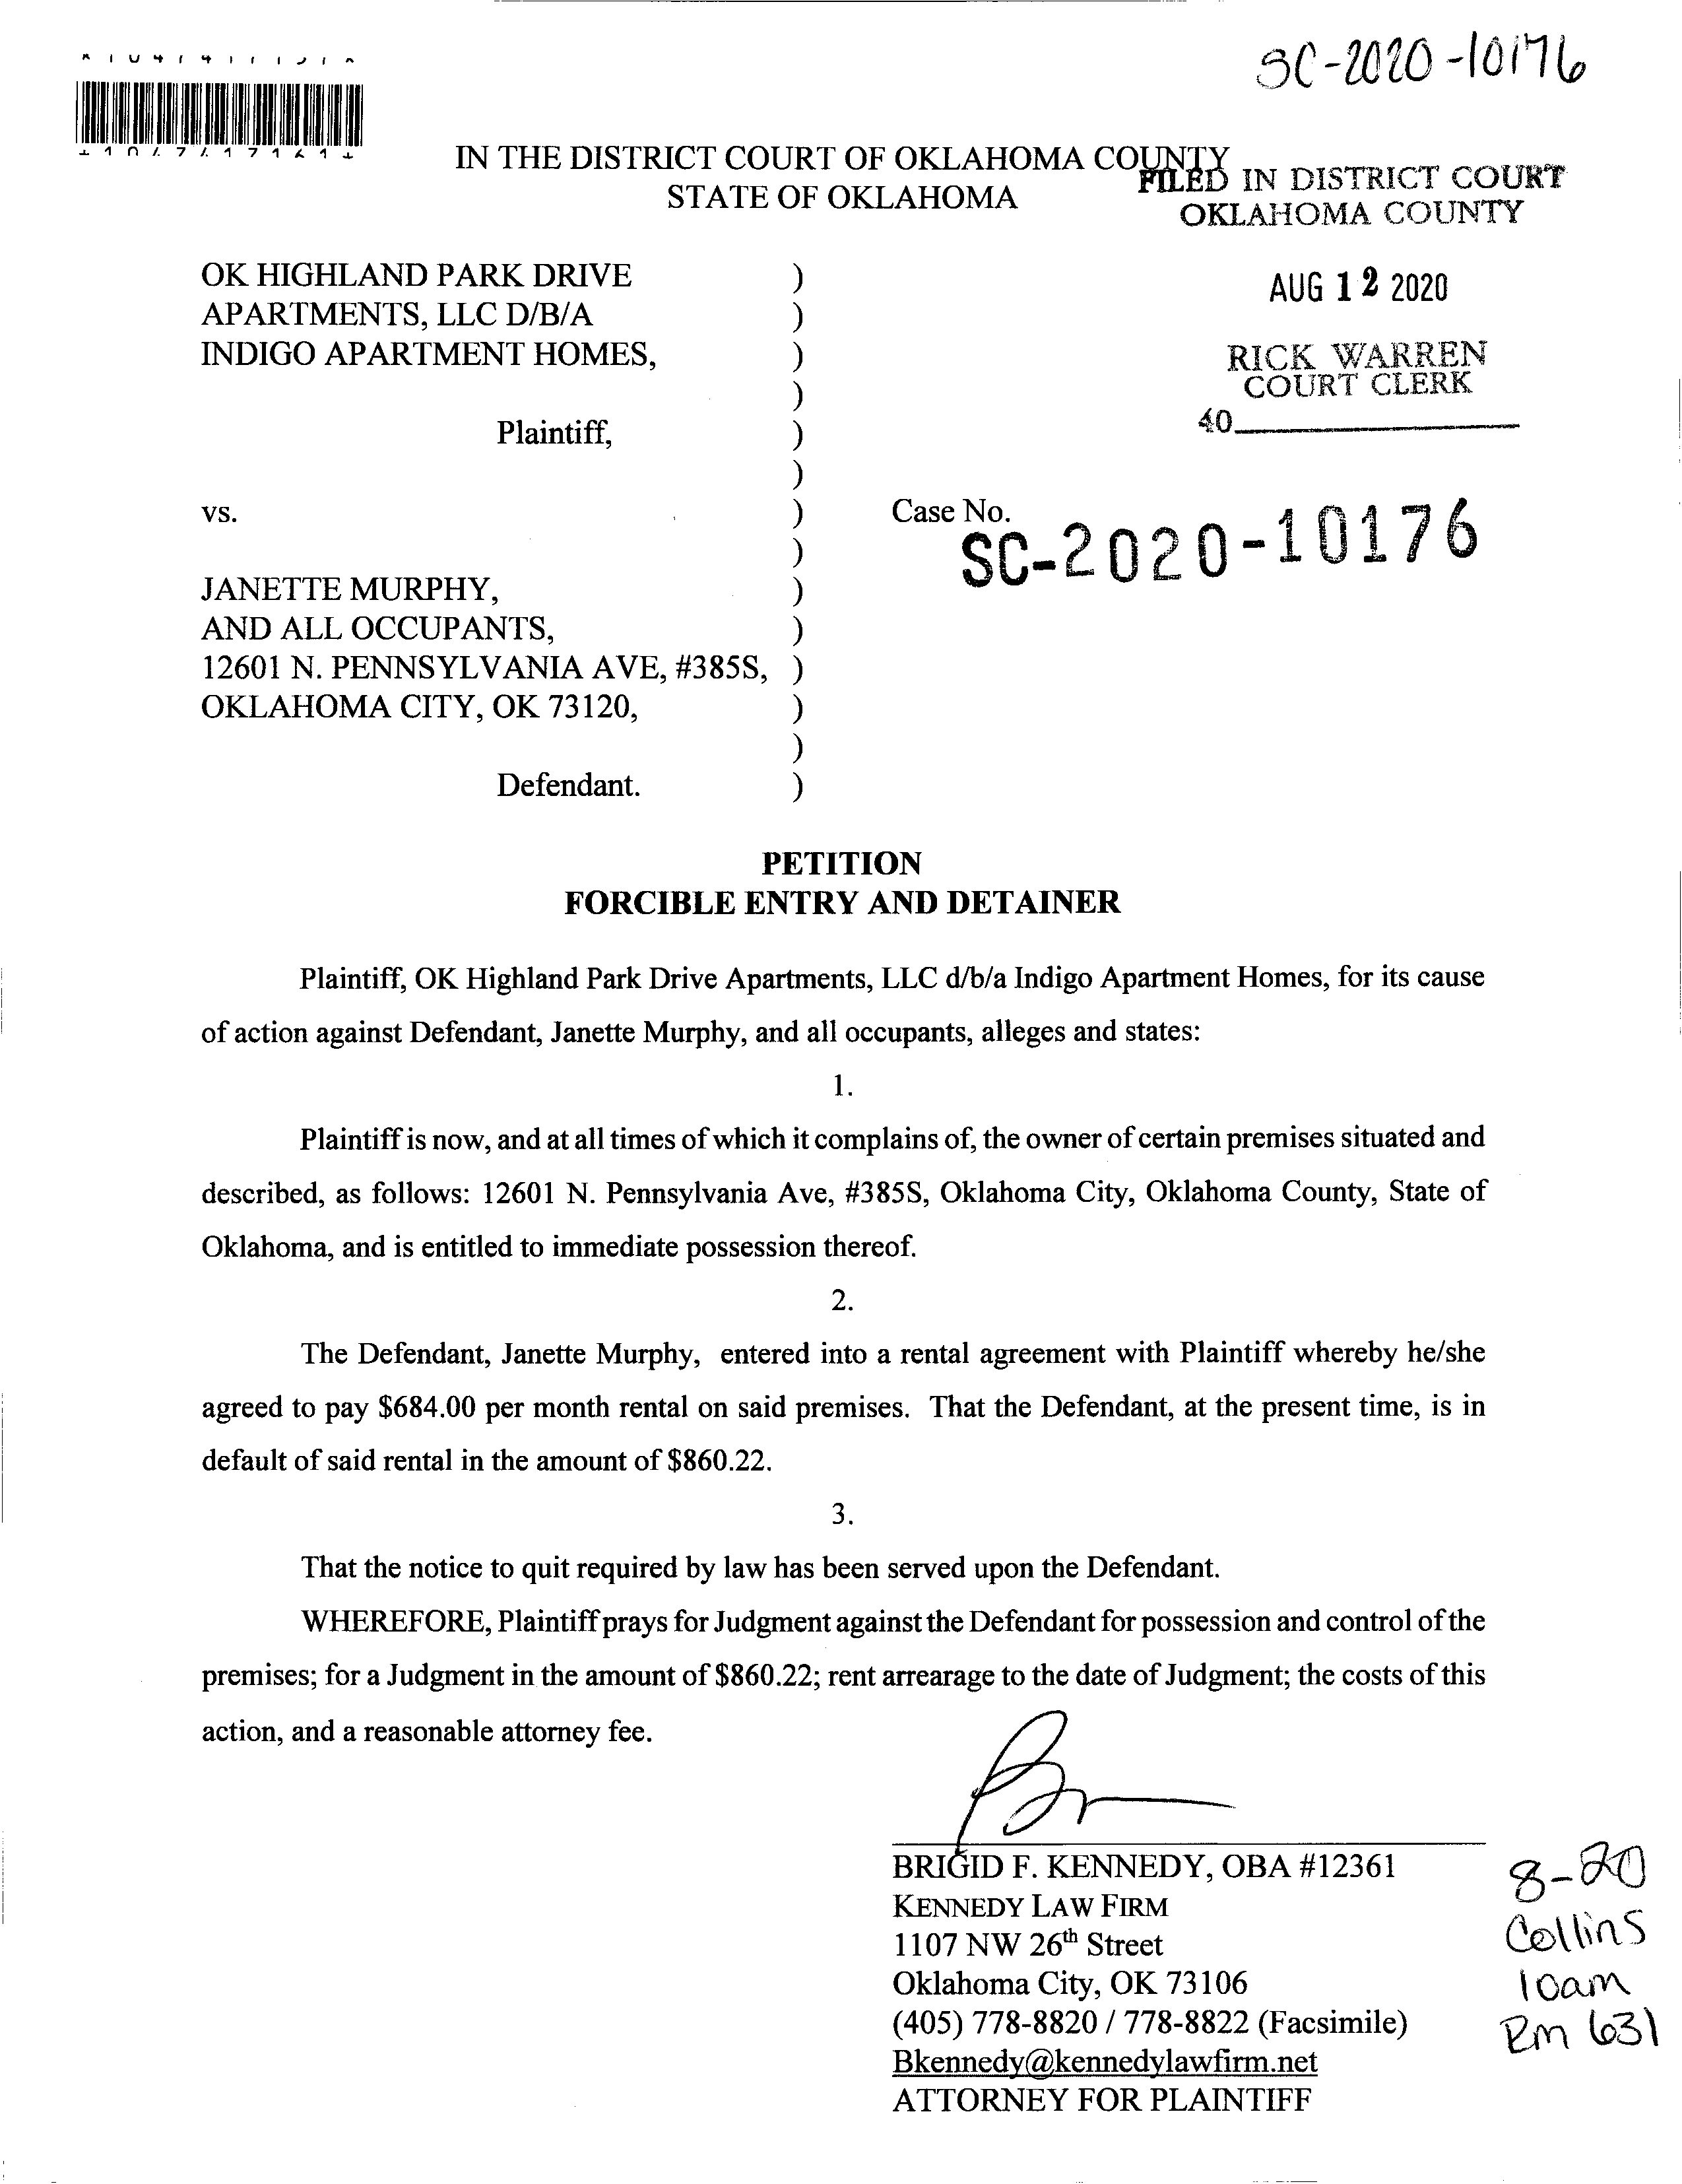 SC-2020-10176
IN THE DISTRICT COURT OF OKLAHOMA COUNTY
STATE OF OKLAHOMA
FILED IN DISTRICT COURT
OKLAHOMA COUNTY
AUG 12 2020
RICK WARREN
COURT CLERK
40
OK HIGHLAND PARK DRIVE )
APARTMENTS, LLC D/B/A )
INDIGO APARTMENT HOMES, )
)
Plaintiff, )
)
vs. ) Case No.
SC-2020-10176
)
JANETTE MURPHY, )
AND ALL OCCUPANTS, )
12601 N. PENNSYLVANIA AVE, #385S, )
OKLAHOMA CITY, OK 73120, )
)
Defendant. )
PETITION
FORCIBLE ENTRY AND DETAINER
Plaintiff, OK Highland Park Drive Apartments, LLC d/b/a Indigo Apartment Homes, for its cause
of action against Defendant, Janette Murphy, and all occupants, alleges and states:
1.
Plaintiff is now, and at all times of which it complains of, the owner of certain premises situated and
described, as follows: 12601 N. Pennsylvania Ave, #385S, Oklahoma City, Oklahoma County, State of
Oklahoma, and is entitled to immediate possession thereof.
2.
The Defendant, Janette Murphy, entered into a rental agreement with Plaintiff whereby he/she
agreed to pay $684.00 per month rental on said premises. That the Defendant, at the present time, is in
default of said rental in the amount of $860.22.
3.
That the notice to quit required by law has been served upon the Defendant.
WHEREFORE, Plaintiff prays for Judgment against the Defendant for possession and control of the
premises; for a Judgment in the amount of $860.22; rent arrearage to the date of Judgment; the costs of this
action, and a reasonable attorney fee.
BRIGID F. KENNEDY, OBA #12361
KENNEDY LAW FIRM
1107 NW 26th Street
Oklahoma City, OK 73106
(405) 778-8820 / 778-8822 (Facsimile)
Bkennedy@kennedylawfirm.net
ATTORNEY FOR PLAINTIFF
8-20
Collins
10am
Rm 631